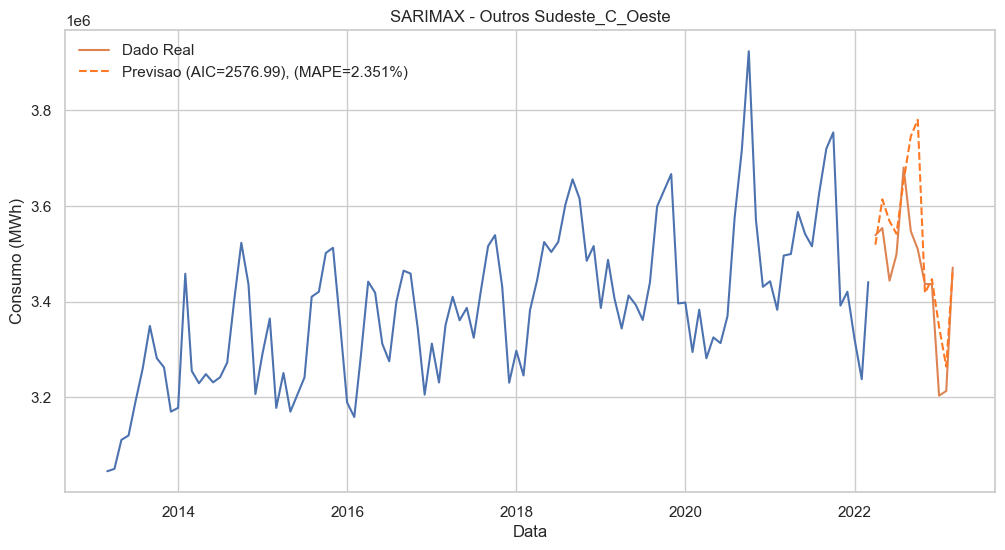 SARIMAX - Outros Sudeste_C_Oeste
1e6
Dado Real
Previsao (AIC=2576.99), (MAPE=2.351%)
3.8
3.6
3.4
3.2
Consumo (MWh)
2014 2016 2018 2020 2022
Data